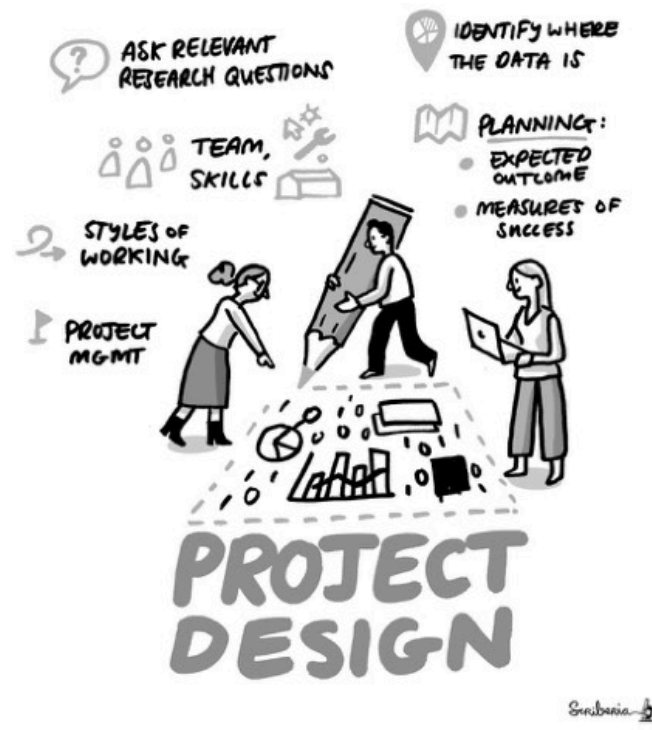 ASK RELEVANT
RESEARCH QUESTIONS
TEAM,
SKILLS
STYLES OF
WORKING
PROJECT
MGMT
IDENTIFY WHERE
THE DATA IS
PLANNING:
• EXPECTED
OUTCOME
• MEASURES OF
SUCCESS
PROJECT
DESIGN
Scriberia